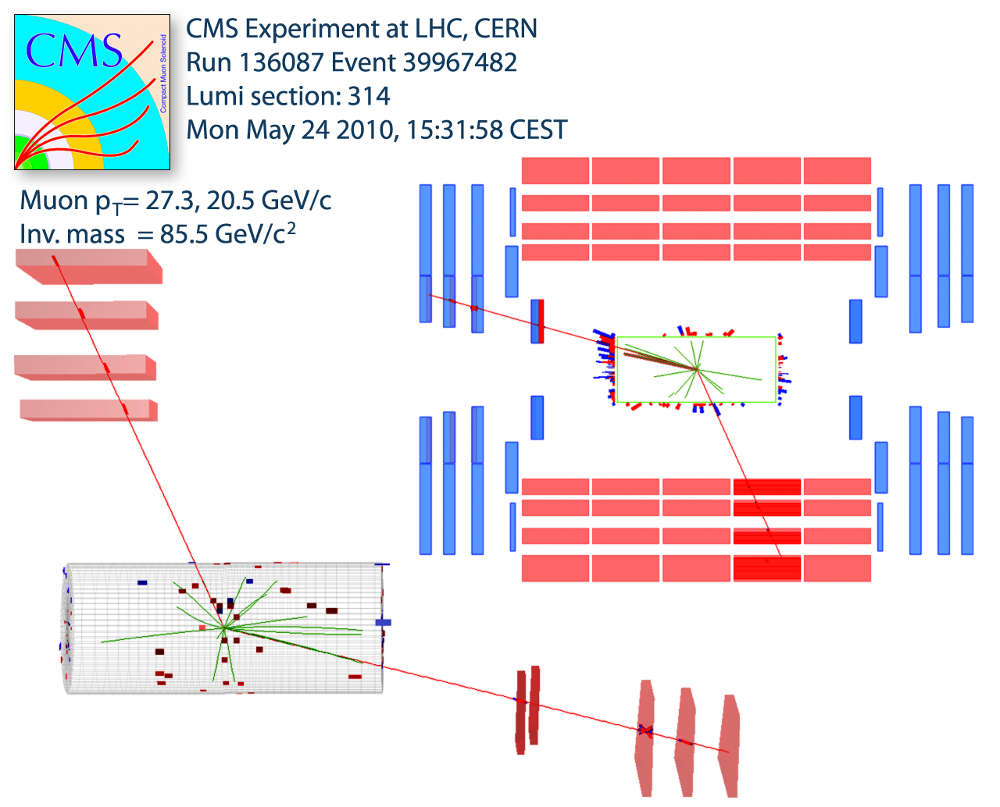 CMS
Compact Muon Solenoid
CMS Experiment at LHC, CERN
Run 136087 Event 39967482
Lumi section: 314
Mon May 24 2010, 15:31:58 CEST
Muon pT= 27.3, 20.5 GeV/c
Inv. mass = 85.5 GeV/c²